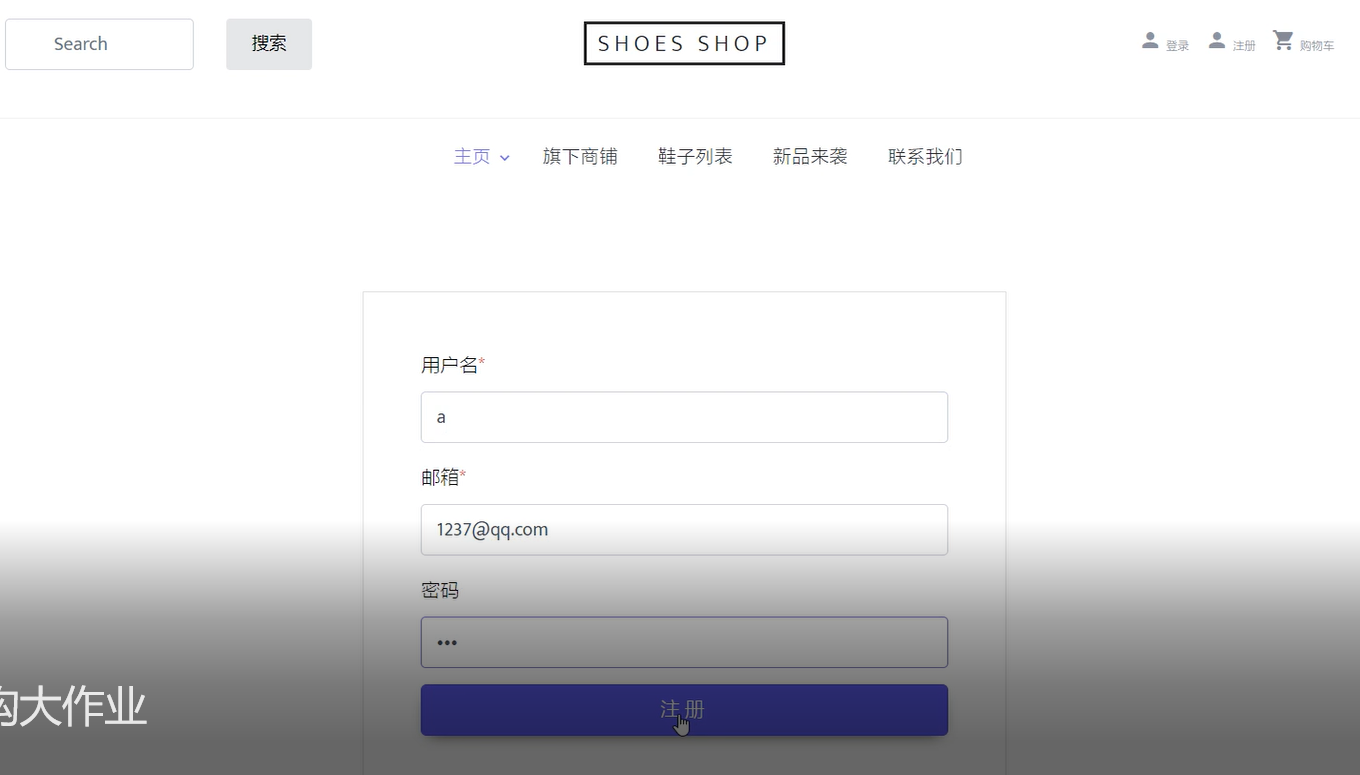 Search
搜索
SHOES SHOP
登录
注册
购物车
主页
旗下商铺
鞋子列表
新品来袭
联系我们
用户名*
a
邮箱*
1237@qq.com
密码
•••
注册
大作业